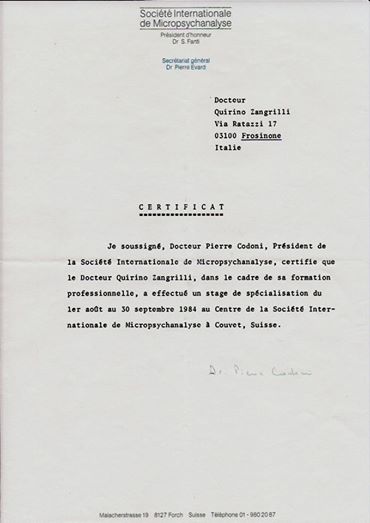 Société Internationale
de Micropsychanalyse
Président d'honneur
Dr S. Fanti
Secrétariat général
Dr Pierre Evard
Docteur
Quirino Zangrilli
Via Ratazzi 17
03100 Frosinone
Italie
CERTIFICAT
Je soussigné, Docteur Pierre Codoni, Président de
la Société Internationale de Micropsychanalyse, certifie que
le Docteur Quirino Zangrilli, dans le cadre de sa formation
professionnelle, a effectué un stage de spécialisation du
1er août au 30 septembre 1984 au Centre de la Société Inter-
nationale de Micropsychanalyse à Couvet, Suisse.
Dr. Pierre Codoni
Maiacherstrasse 19 8127 Forch Suisse Téléphone 01 - 980 20 87